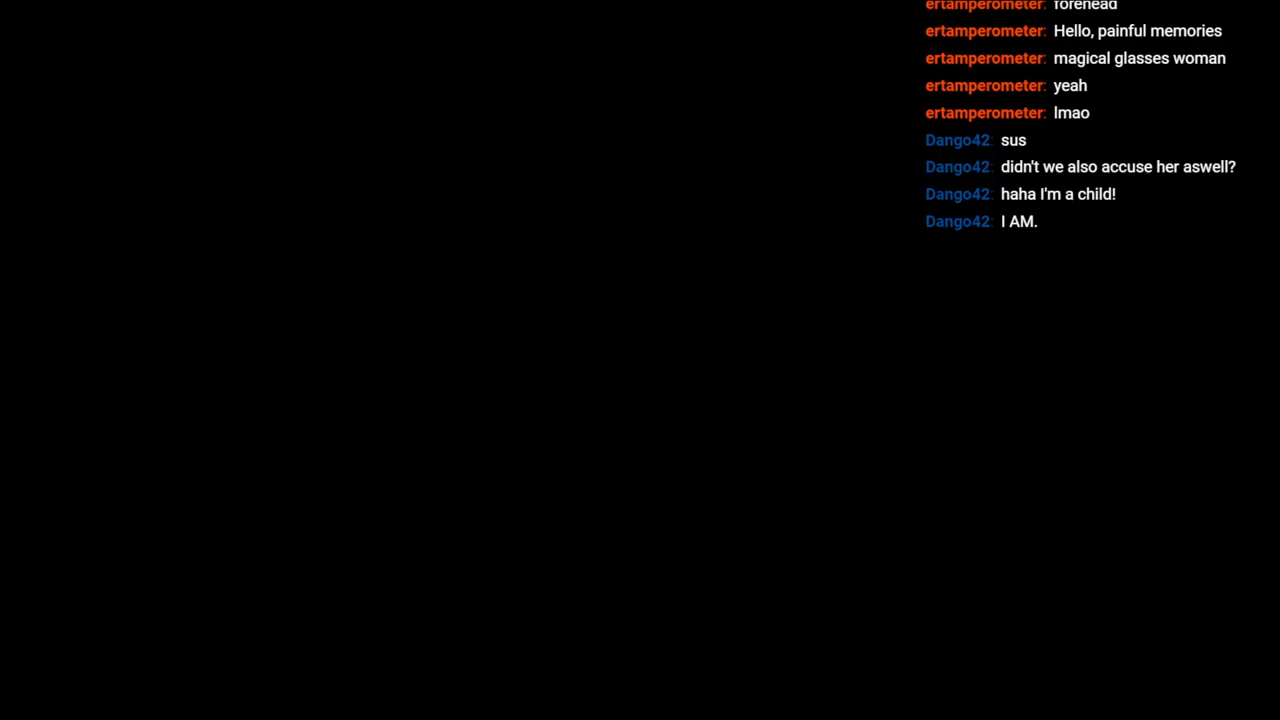 ertamperometer: forehead
ertamperometer: Hello, painful memories
ertamperometer: magical glasses woman
ertamperometer: yeah
ertamperometer: lmao
Dango42: sus
Dango42: didn't we also accuse her aswell?
Dango42: haha I'm a child!
Dango42: I AM.